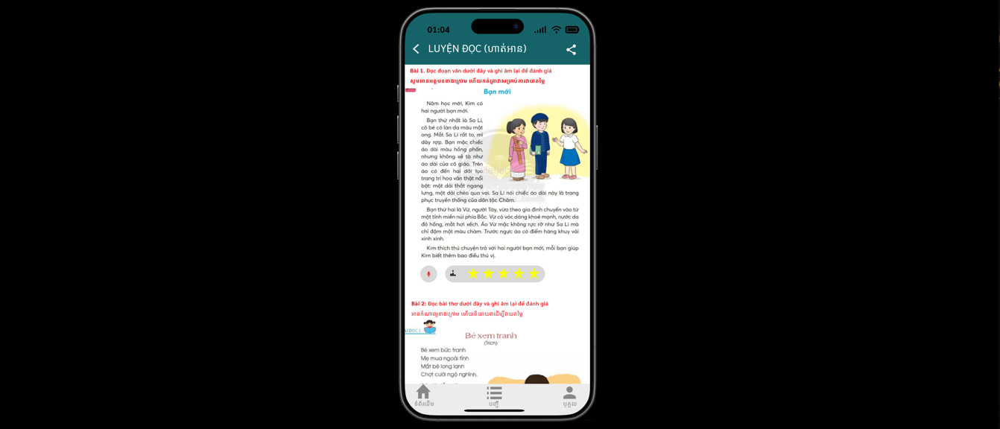 01:04
LUYỆN ĐỌC (ហាត់អាន)
Bài 1. Đọc đoạn văn dưới đây và ghi âm lại để đánh giá
សូមអានអត្ថបទខាងក្រោម ហើយកត់ត្រាវាសម្រាប់ការវាយតម្លៃ
Bạn mới
Năm học mới, Kim có
hai người bạn mới.
Bạn thứ nhất là Sa Li,
cô bé có làn da màu mật
ong. Mắt Sa Li rất to, mi
dày rợp. Bạn mặc chiếc
áo dài màu hồng phấn,
nhưng không xẻ tà như
áo dài của cô giáo. Trên
áo có đến hai dải lụa
trang trí hoa văn thật nổi
bật: một dải thắt ngang
lưng, một dải chéo qua vai. Sa Li nói chiếc áo dài này là trang
phục truyền thống của dân tộc Chăm.
Bạn thứ hai là Vừ, người Tày, vừa theo gia đình chuyển vào từ
một tỉnh miền núi phía Bắc. Vừ có vóc dáng khoẻ mạnh, nước da
đỏ hồng, mắt hơi xếch. Áo Vừ mặc không rực rỡ như Sa Li mà
chỉ độc một màu chàm. Trước ngực áo có điểm hàng khuy vải
xinh xinh.
Kim thích thú chuyện trò với hai người bạn mới, mỗi bạn giúp
Kim biết thêm bao điều thú vị.
Bài 2: Đọc bài thơ dưới đây và ghi âm lại để đánh giá
អានកំណាព្យខាងក្រោម ហើយនិយាយវាដើម្បីវាយតម្លៃ
ĐỌC 1
Bé xem tranh
(Trích)
Bé xem bức tranh
Mẹ mua ngoài tỉnh
Mắt bé long lanh
Chợt cười ngộ nghĩnh.
ទំព័រដើម
បញ្ជី
បុគ្គល